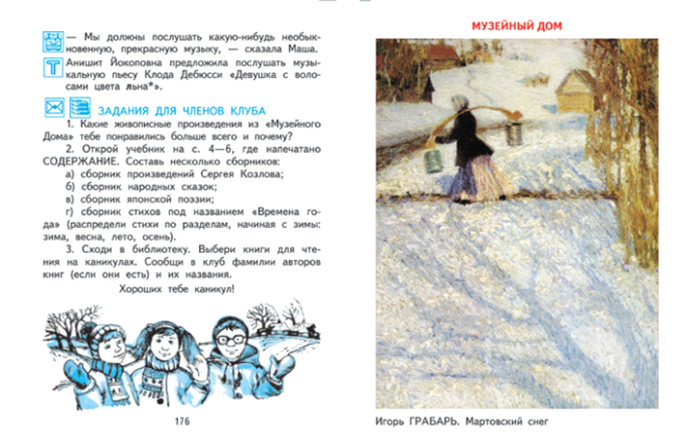 — Мы должны послушать какую-нибудь необык-
новенную, прекрасную музыку, — сказала Маша.
Т Анишит Йокоповна предложила послушать музы-
кальную пьесу Клода Дебюсси «Девушка с воло-
сами цвета льна*».
ЗАДАНИЯ ДЛЯ ЧЛЕНОВ КЛУБА
1. Какие живописные произведения из «Музейного
Дома» тебе понравились больше всего и почему?
2. Открой учебник на с. 4—6, где напечатано
СОДЕРЖАНИЕ. Составь несколько сборников:
а) сборник произведений Сергея Козлова;
б) сборник народных сказок;
в) сборник японской поэзии;
г) сборник стихов под названием «Времена го-
да» (распредели стихи по разделам, начиная с зимы:
зима, весна, лето, осень).
3. Сходи в библиотеку. Выбери книги для чте-
ния на каникулах. Сообщи в клуб фамилии авторов
книг (если они есть) и их названия.
Хороших тебе каникул!
176
МУЗЕЙНЫЙ ДОМ
Игорь ГРАБАРЬ. Мартовский снег